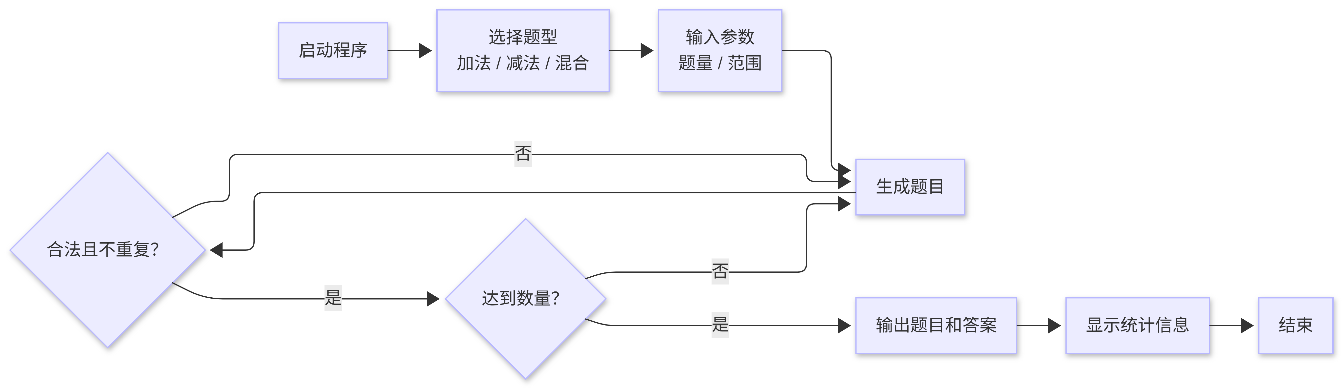 启动程序
选择题型
加法 / 减法 / 混合
输入参数
题量 / 范围
否
生成题目
合法且不重复?
是
达到数量?
否
是
输出题目和答案
显示统计信息
结束